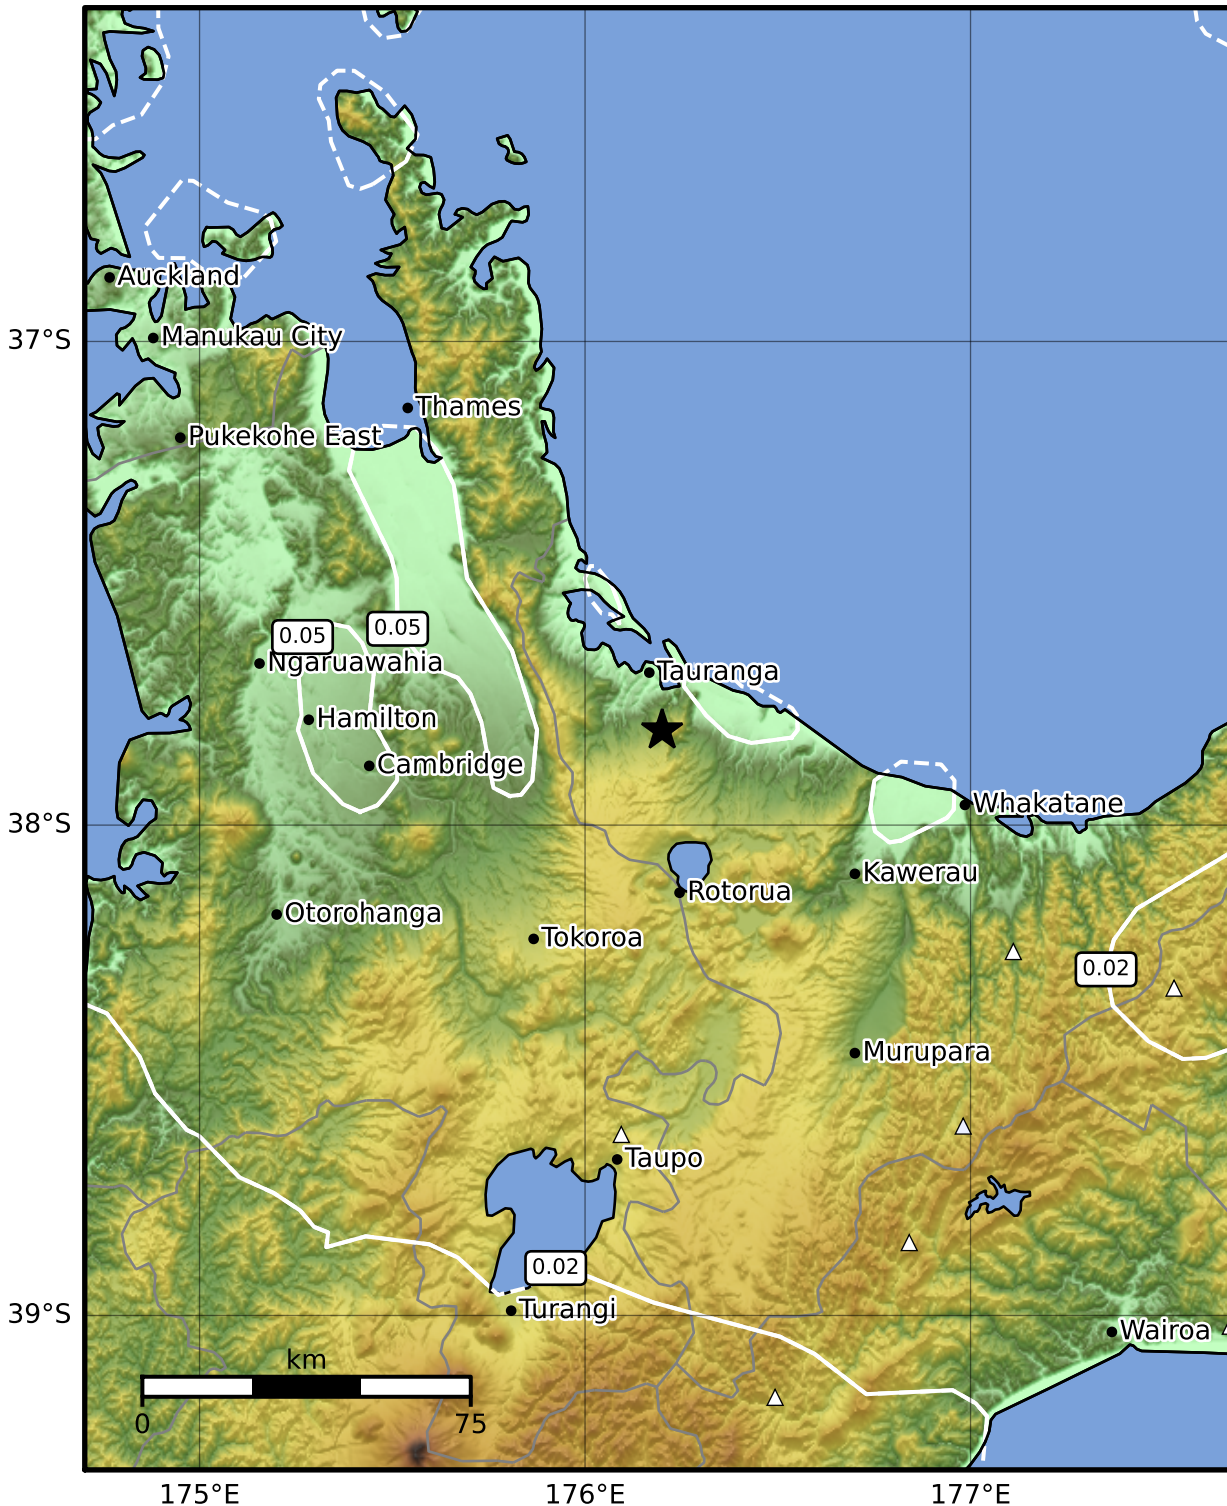 Auckland
37°S
Manukau City
Thames
Pukekohe East
0.05
0.05
Ngaruawahia
Tauranga
Hamilton
Cambridge
Whakatane
38°S
Kawerau
Rotorua
Otorohanga
Tokoroa
0.02
Murupara
Taupo
0.02
39°S
Turangi
Wairoa
km
0
75
175°E
176°E
177°E